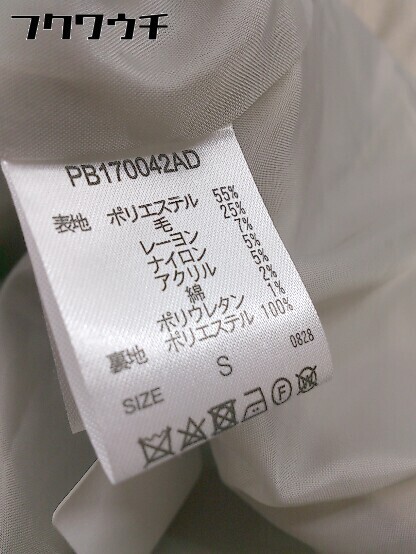 フクワウチ
PB170042AD
表地 ポリエステル 55%
毛 25%
レーヨン 7%
ナイロン 5%
アクリル 5%
綿 2%
ポリウレタン 1%
裏地 ポリエステル 100%
0828
SIZE S
F